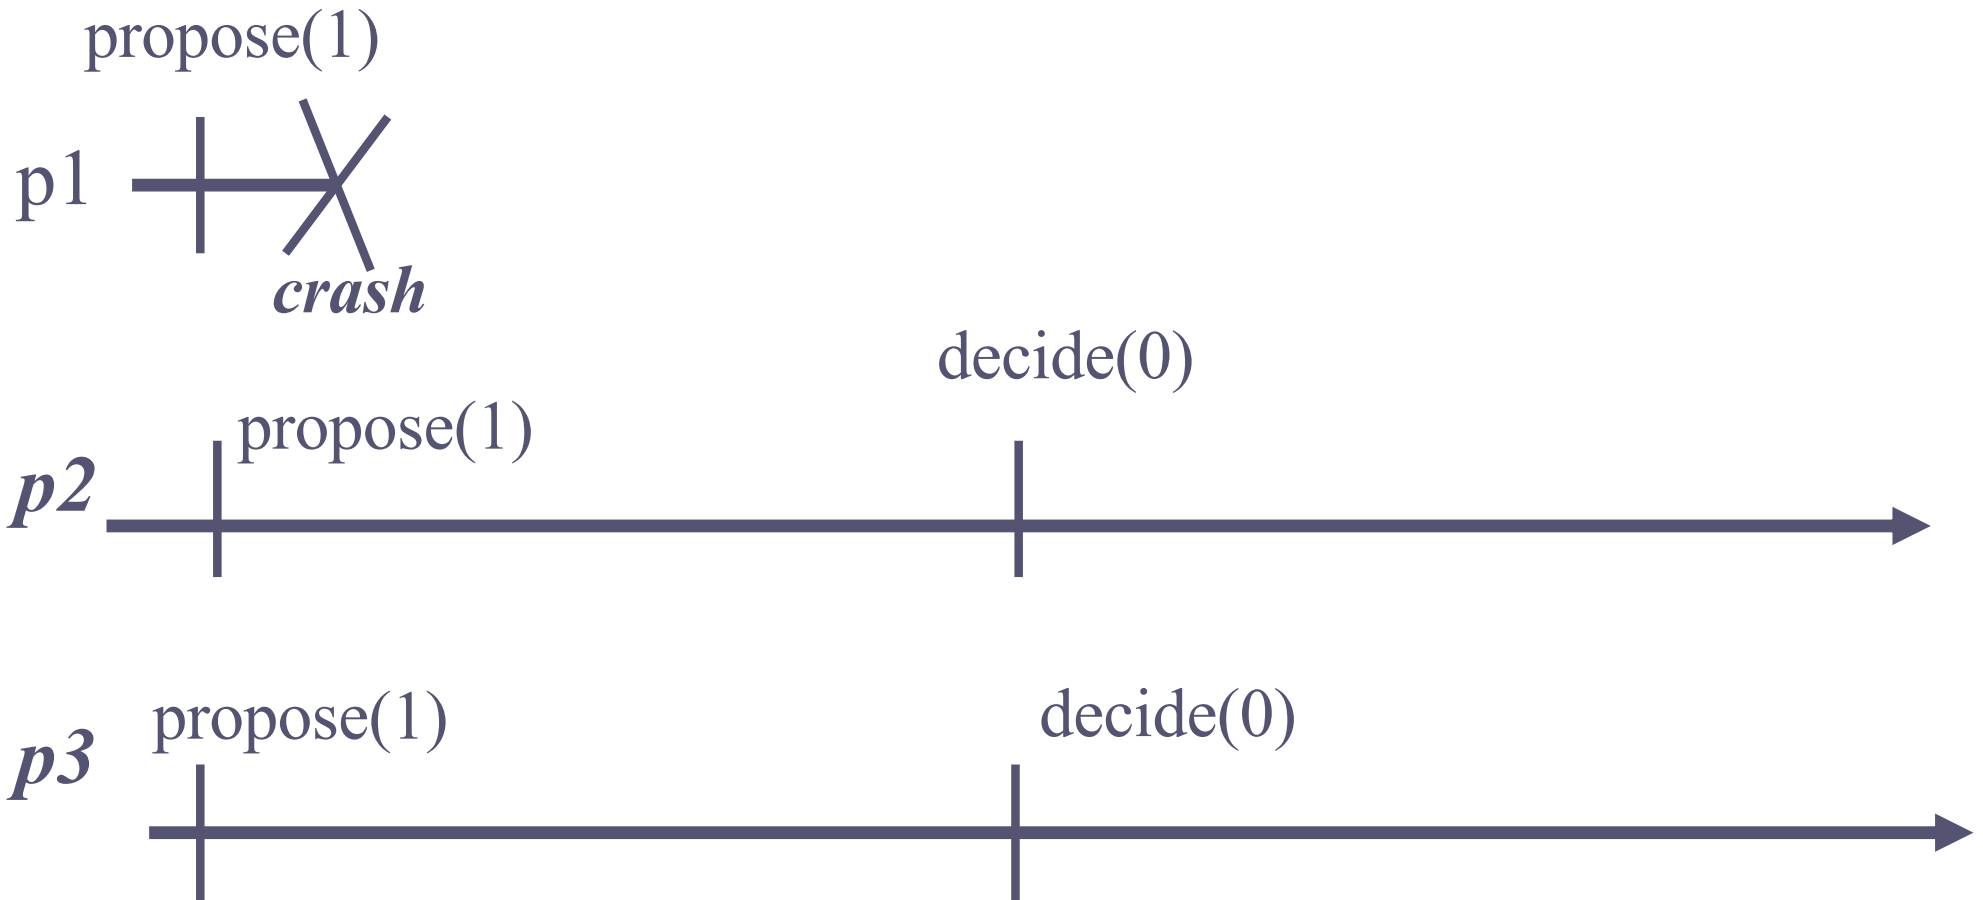 propose(1)
p1
crash
decide(0)
propose(1)
p2
propose(1)
decide(0)
p3